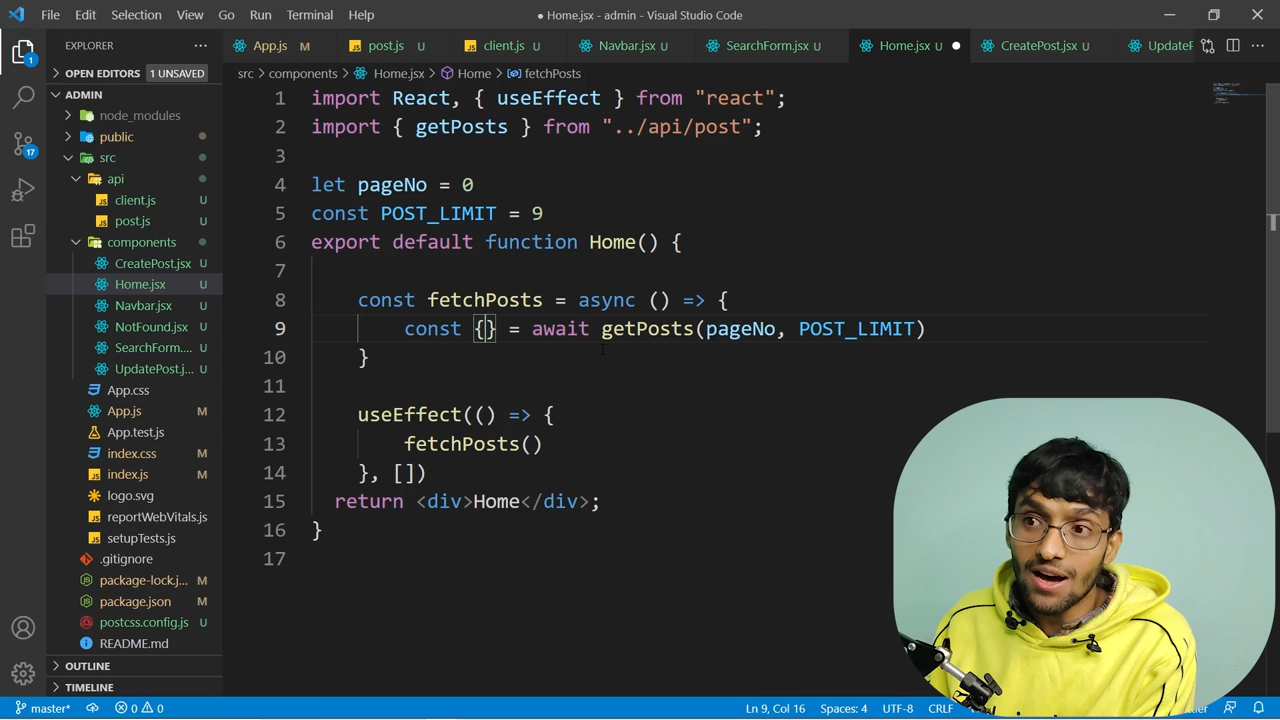 File Edit Selection View Go Run Terminal Help ● Home.jsx - admin - Visual Studio Code
EXPLORER ...
App.js M post.js U client.js U Navbar.jsx U SearchForm.jsx U Home.jsx U ● CreatePost.jsx U UpdateF
OPEN EDITORS 1 UNSAVED
src > components > Home.jsx > Home > fetchPosts
ADMIN
node_modules
public
src
api
client.js U
post.js U
components
CreatePost.jsx U
Home.jsx U
Navbar.jsx U
NotFound.jsx U
SearchForm.... U
UpdatePost.j... U
App.css
App.js M
App.test.js
index.css M
index.js M
logo.svg
reportWebVitals.js
setupTests.js
.gitignore
package-lock.j... M
package.json M
postcss.config.js U
README.md
OUTLINE
TIMELINE
1
17
1 import React, { useEffect } from "react";
2 import { getPosts } from "../api/post";
3
4 let pageNo = 0
5 const POST_LIMIT = 9
6 export default function Home() {
7
8 const fetchPosts = async () => {
9 const {} = await getPosts(pageNo, POST_LIMIT)
10 }
11
12 useEffect(() => {
13 fetchPosts()
14 }, [])
15 return <div>Home</div>;
16 }
17
master* 0 0 Ln 9, Col 16 Spaces: 4 UTF-8 CRLF